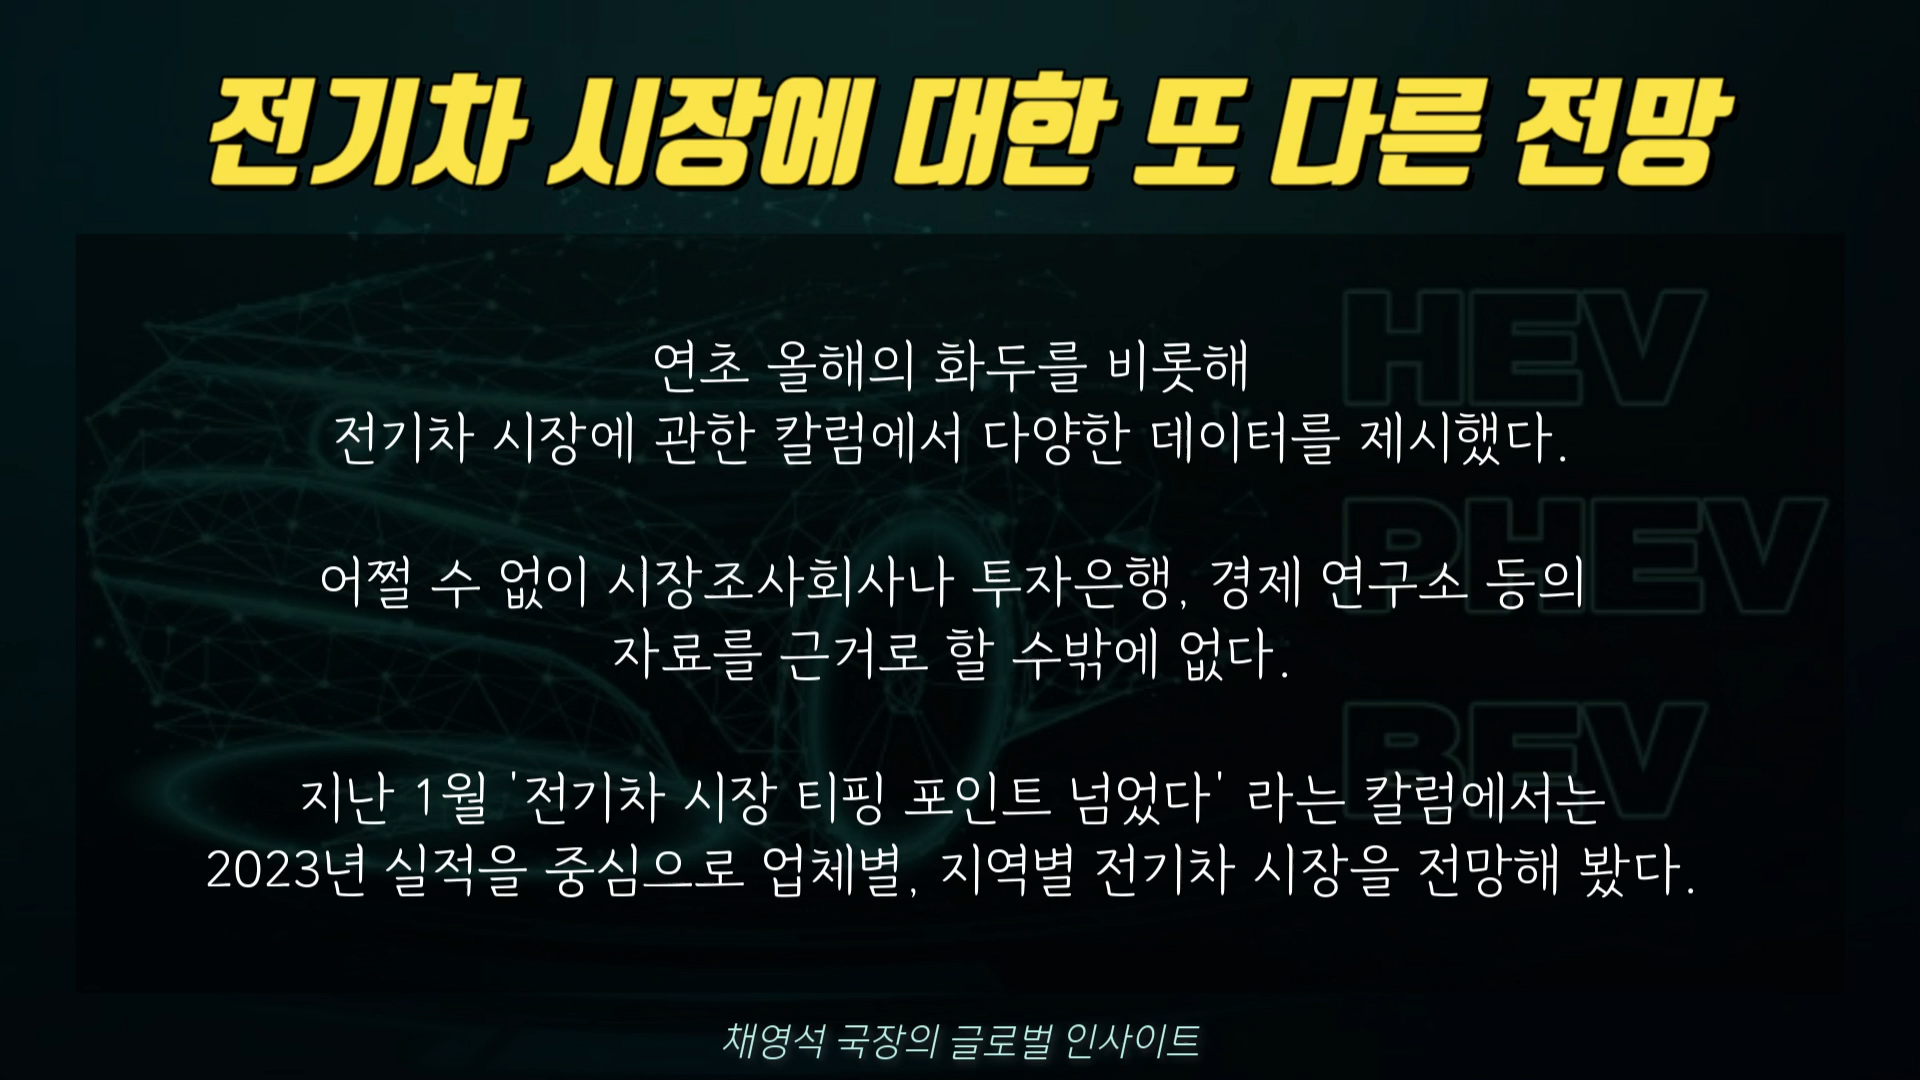 전기차 시장에 대한 또 다른 전망
HEV
연초 올해의 화두를 비롯해
전기차 시장에 관한 칼럼에서 다양한 데이터를 제시했다.
PHEV
어쩔 수 없이 시장조사회사나 투자은행, 경제 연구소 등의
자료를 근거로 할 수밖에 없다.
BEV
지난 1월 '전기차 시장 티핑 포인트 넘었다' 라는 칼럼에서는
2023년 실적을 중심으로 업체별, 지역별 전기차 시장을 전망해 봤다.
채영석 국장의 글로벌 인사이트